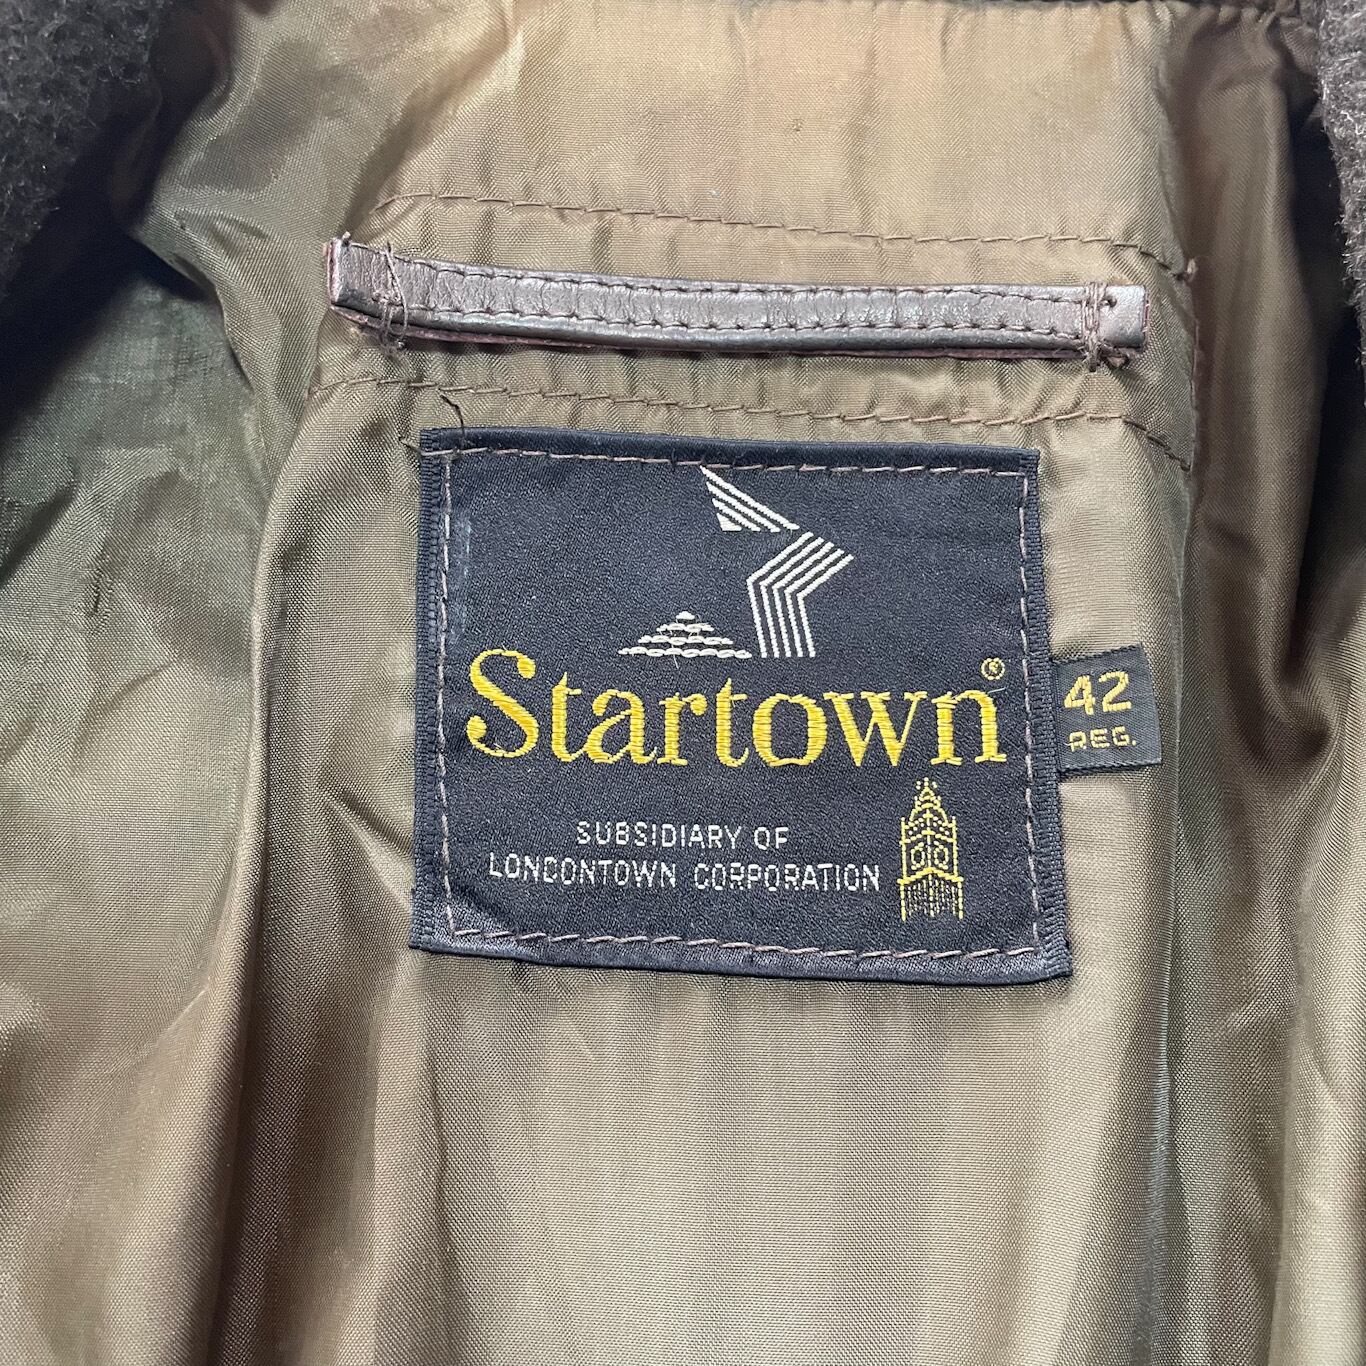 Startown®
42
REG.
SUBSIDIARY OF
LONDONTOWN CORPORATION